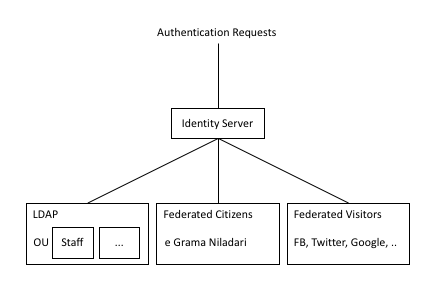 Authentication Requests
Identity Server
LDAP
OU Staff ...
Federated Citizens
e Grama Niladari
Federated Visitors
FB, Twitter, Google, ..